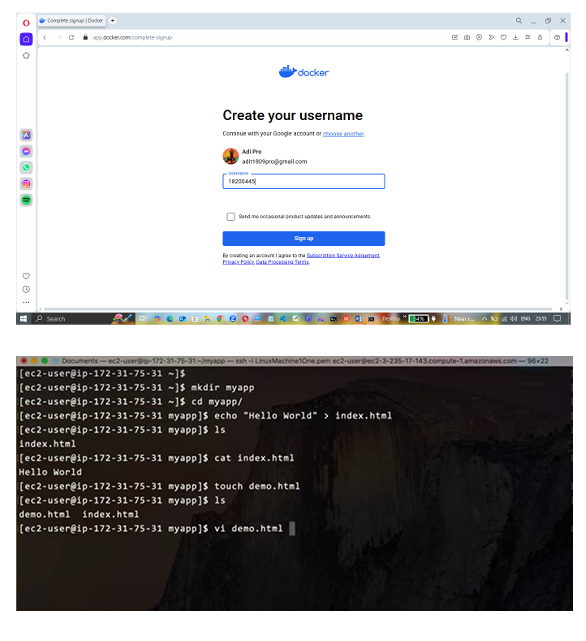 Complete signup | Docker
app.docker.com/complete-signup
docker
Create your username
Continue with your Google account or choose another.
Adi Pro
adit1809pro@gmail.com
Username
18200445
Send me occasional product updates and announcements.
Sign up
By creating an account I agree to the Subscription Service Agreement,
Privacy Policy, Data Processing Terms.
Search
Desktop
ENG 23:53
Documents — ec2-user@ip-172-31-75-31:~/myapp — ssh -i LinuxMachine1One.pem ec2-user@ec2-3-235-17-143.compute-1.amazonaws.com — 96×22
[ec2-user@ip-172-31-75-31 ~]$
[ec2-user@ip-172-31-75-31 ~]$ mkdir myapp
[ec2-user@ip-172-31-75-31 ~]$ cd myapp/
[ec2-user@ip-172-31-75-31 myapp]$ echo "Hello World" > index.html
[ec2-user@ip-172-31-75-31 myapp]$ ls
index.html
[ec2-user@ip-172-31-75-31 myapp]$ cat index.html
Hello World
[ec2-user@ip-172-31-75-31 myapp]$ touch demo.html
[ec2-user@ip-172-31-75-31 myapp]$ ls
demo.html  index.html
[ec2-user@ip-172-31-75-31 myapp]$ vi demo.html